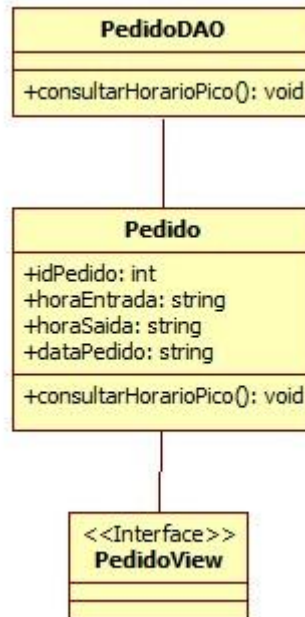 PedidoDAO
+consultarHorarioPico(): void
Pedido
+idPedido: int
+horaEntrada: string
+horaSaida: string
+dataPedido: string
+consultarHorarioPico(): void
<<Interface>>
PedidoView